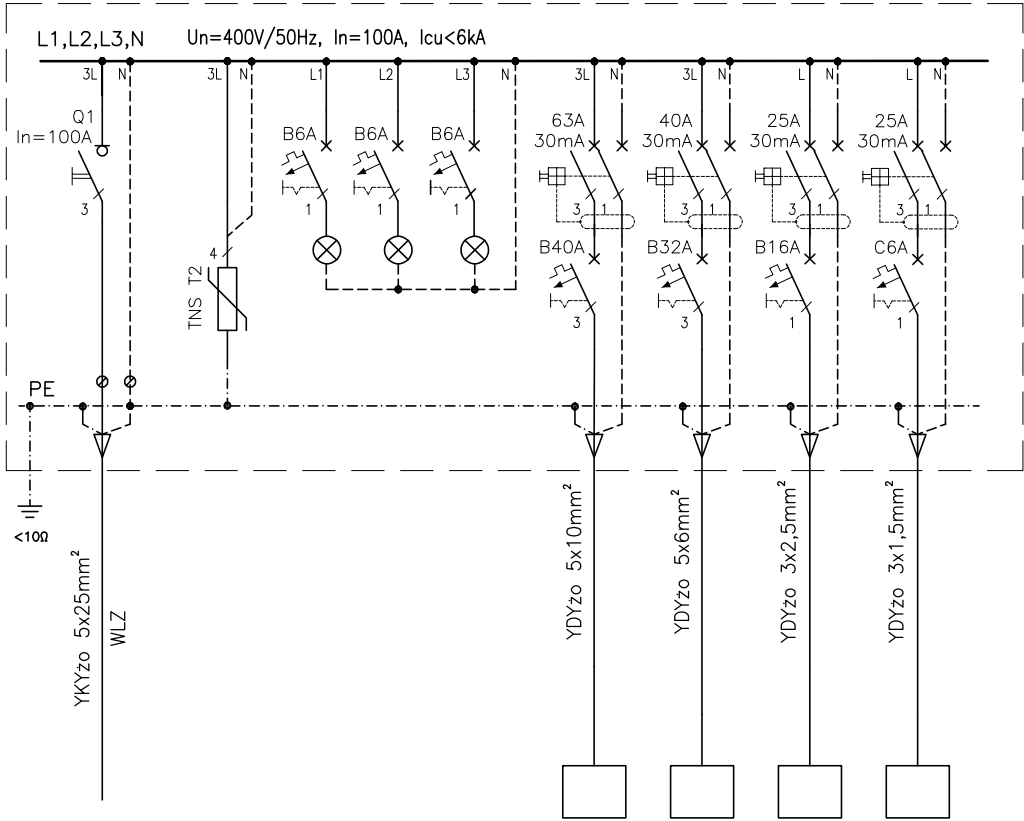 L1,L2,L3,N
Un=400V/50Hz, In=100A, Icu<6kA
3L N 3L N L1 L2 L3 N 3L N 3L N L N L N
Q1
In=100A
3
B6A B6A B6A
1 1 1
63A 40A 25A 25A
30mA 30mA 30mA 30mA
3 1 3 1 3 1 3 1
4
TNS T2
B40A B32A B16A C6A
3 3 1 1
PE
<10Ω
YKYżo 5x25mm²
WLZ
YDYżo 5x10mm²
YDYżo 5x6mm²
YDYżo 3x2,5mm²
YDYżo 3x1,5mm²